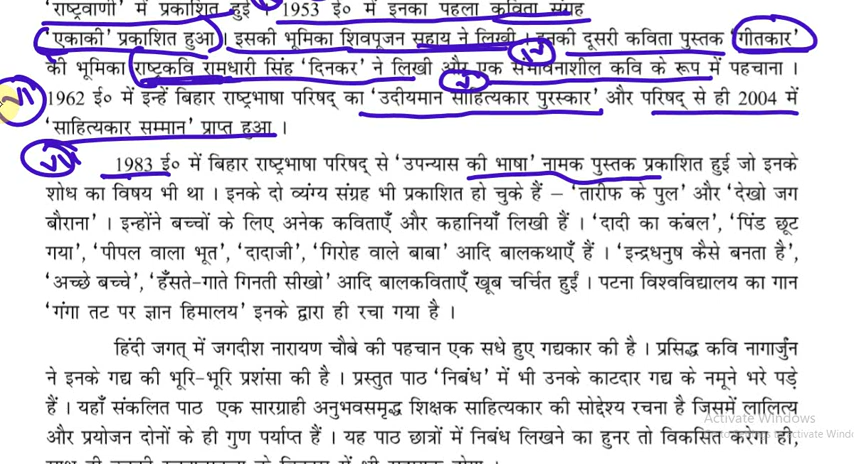 'राष्ट्रवाणी' में प्रकाशित हुई । 1953 ई० में इनका पहला कविता संग्रह
'एकाकी' प्रकाशित हुआ । इसकी भूमिका शिवपूजन सहाय ने लिखी । इनकी दूसरी कविता पुस्तक 'गीतकार'
की भूमिका राष्ट्रकवि रामधारी सिंह 'दिनकर' ने लिखी और एक संभावनाशील कवि के रूप में पहचाना ।
1962 ई० में इन्हें बिहार राष्ट्रभाषा परिषद् का 'उदीयमान साहित्यकार पुरस्कार' और परिषद् से ही 2004 में
'साहित्यकार सम्मान' प्राप्त हुआ ।
1983 ई० में बिहार राष्ट्रभाषा परिषद् से 'उपन्यास की भाषा' नामक पुस्तक प्रकाशित हुई जो इनके
शोध का विषय भी था । इनके दो व्यंग्य संग्रह भी प्रकाशित हो चुके हैं – 'तारीफ के पुल' और 'देखो जग
बौराना' । इन्होंने बच्चों के लिए अनेक कविताएँ और कहानियाँ लिखी हैं । 'दादी का कंबल', 'पिंड छूट
गया', 'पीपल वाला भूत', 'दादाजी', 'गिरोह वाले बाबा' आदि बालकथाएँ हैं । 'इन्द्रधनुष कैसे बनता है',
'अच्छे बच्चे', 'हँसते-गाते गिनती सीखो' आदि बालकविताएँ खूब चर्चित हुईं । पटना विश्वविद्यालय का गान
'गंगा तट पर ज्ञान हिमालय' इनके द्वारा ही रचा गया है ।
हिंदी जगत् में जगदीश नारायण चौबे की पहचान एक सधे हुए गद्यकार की है । प्रसिद्ध कवि नागार्जुन
ने इनके गद्य की भूरि-भूरि प्रशंसा की है । प्रस्तुत पाठ 'निबंध' में भी उनके काटदार गद्य के नमूने भरे पड़े
हैं । यहाँ संकलित पाठ एक सारग्राही अनुभवसमृद्ध शिक्षक साहित्यकार की सोद्देश्य रचना है जिसमें लालित्य
और प्रयोजन दोनों के ही गुण पर्याप्त हैं । यह पाठ छात्रों में निबंध लिखने का हुनर तो विकसित करेगा ही,
Activate Windows